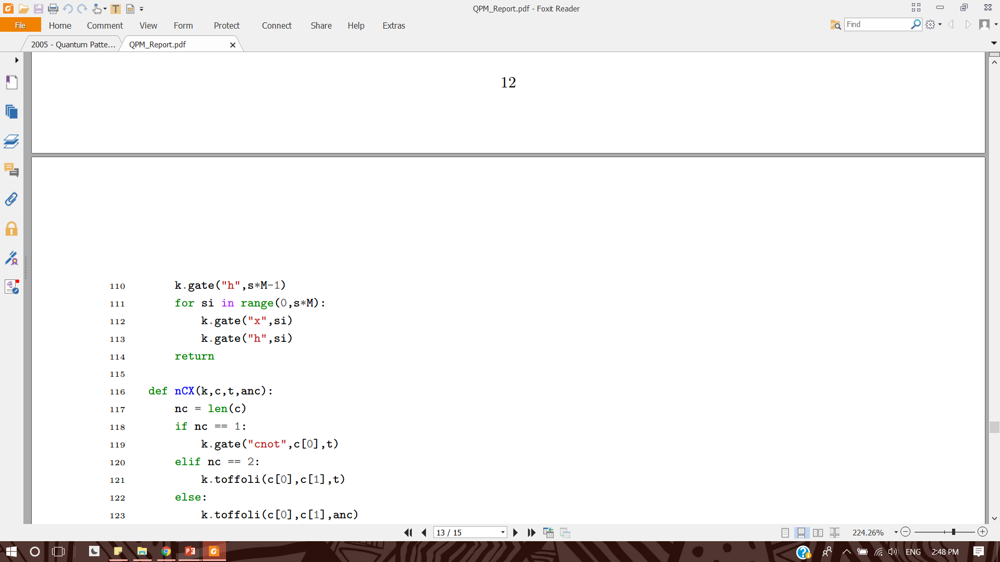 QPM_Report.pdf - Foxit Reader
File Home Comment View Form Protect Connect Share Help Extras Find
2005 - Quantum Patte... QPM_Report.pdf
12
110 k.gate("h",s*M-1)
111 for si in range(0,s*M):
112 k.gate("x",si)
113 k.gate("h",si)
114 return
115
116 def nCX(k,c,t,anc):
117 nc = len(c)
118 if nc == 1:
119 k.gate("cnot",c[0],t)
120 elif nc == 2:
121 k.toffoli(c[0],c[1],t)
122 else:
123 k.toffoli(c[0],c[1],anc)
13 / 15 224.26%
ENG 2:48 PM